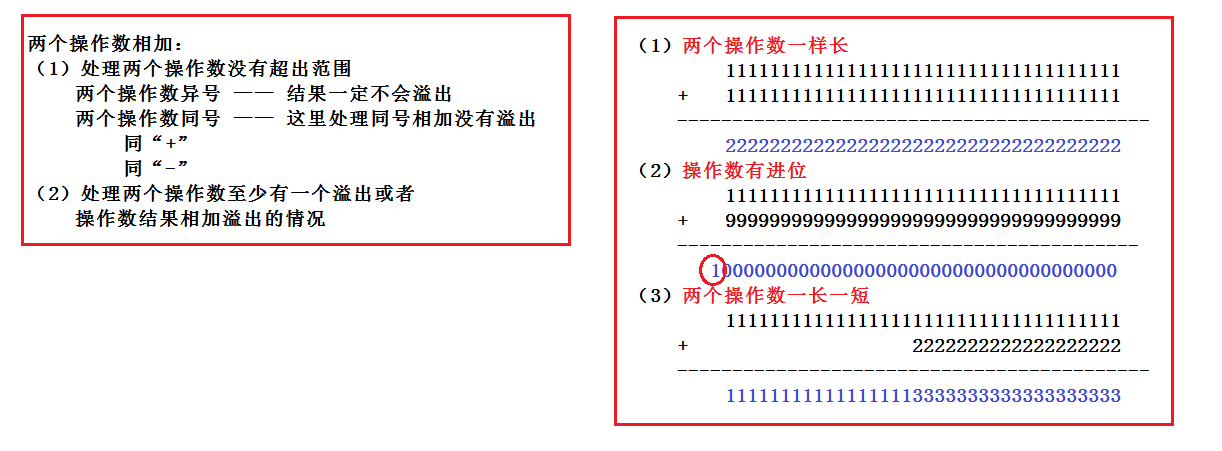 两个操作数相加：
（1）处理两个操作数没有超出范围
两个操作数异号 —— 结果一定不会溢出
两个操作数同号 —— 这里处理同号相加没有溢出
同“+”
同“-”
（2）处理两个操作数至少有一个溢出或者
操作数结果相加溢出的情况
（1）两个操作数一样长
111111111111111111111111111111111111
+ 111111111111111111111111111111111111
-------------------------------------------
222222222222222222222222222222222222
（2）操作数有进位
111111111111111111111111111111111111
+ 999999999999999999999999999999999999
------------------------------------------
1000000000000000000000000000000000000
（3）两个操作数一长一短
111111111111111111111111111111111111
+ 2222222222222222222
-------------------------------------------
111111111111111113333333333333333333